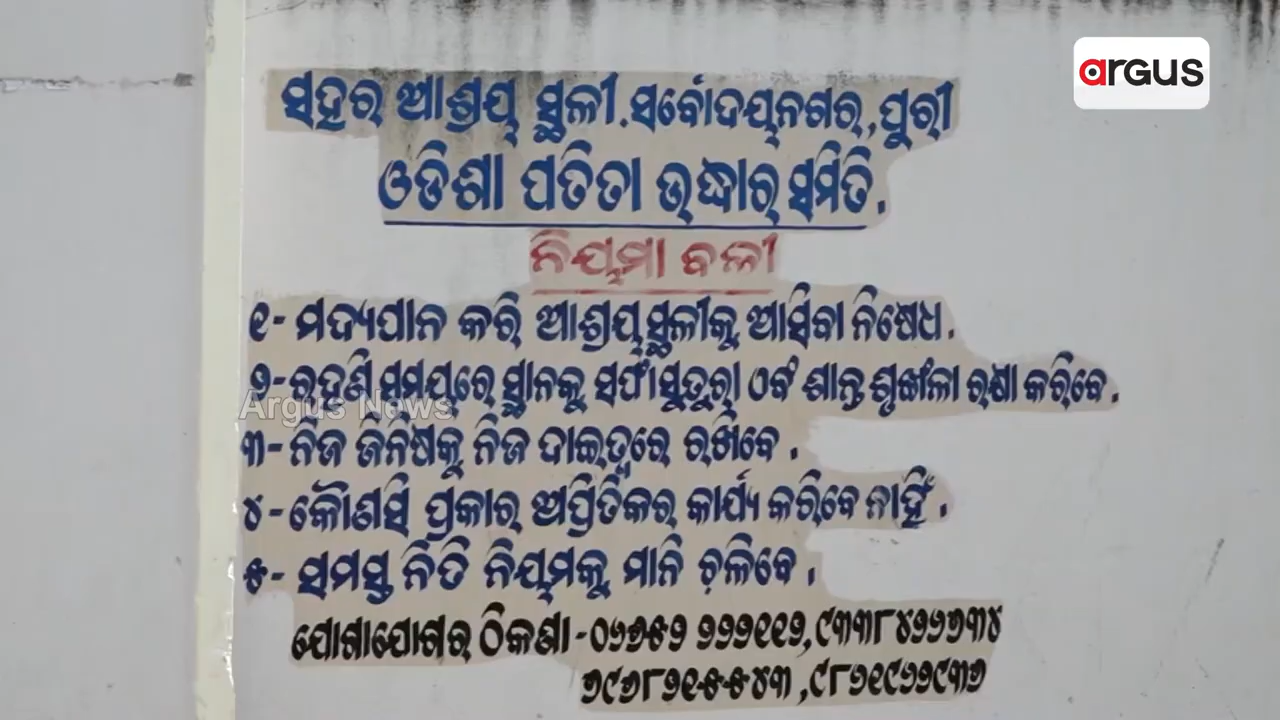 argus
ସହର ଆଶ୍ରୟ ସ୍ଥଳୀ.ସର୍ବୋଦୟନଗର,ପୁରୀ
ଓଡିଶା ପତିତା ଉଦ୍ଧାର ସମିତି.
ନିୟମା ବଳୀ
୧- ମଦ୍ୟପାନ କରି ଆଶ୍ରୟସ୍ଥଳୀକୁ ଆସିବା ନିଷେଧ.
୨- ରହଣି ସମୟରେ ସ୍ଥାନକୁ ସଫାସୁତୁରା ଏବଂ ଶାନ୍ତ ଶୃଙ୍ଖଳା ରକ୍ଷା କରିବେ.
Argus News
୩- ନିଜ ଜିନିଷକୁ ନିଜ ଦାଇତ୍ୱରେ ରଖିବେ.
୪- କୌଣସି ପ୍ରକାର ଅପ୍ରିତିକର କାର୍ଯ୍ୟ କରିବେ ନାହିଁ.
୫- ସମସ୍ତ ନିତି ନିୟମକୁ ମାନି ଚଳିବେ.
ଯୋଗାଯୋଗର ଠିକଣା-